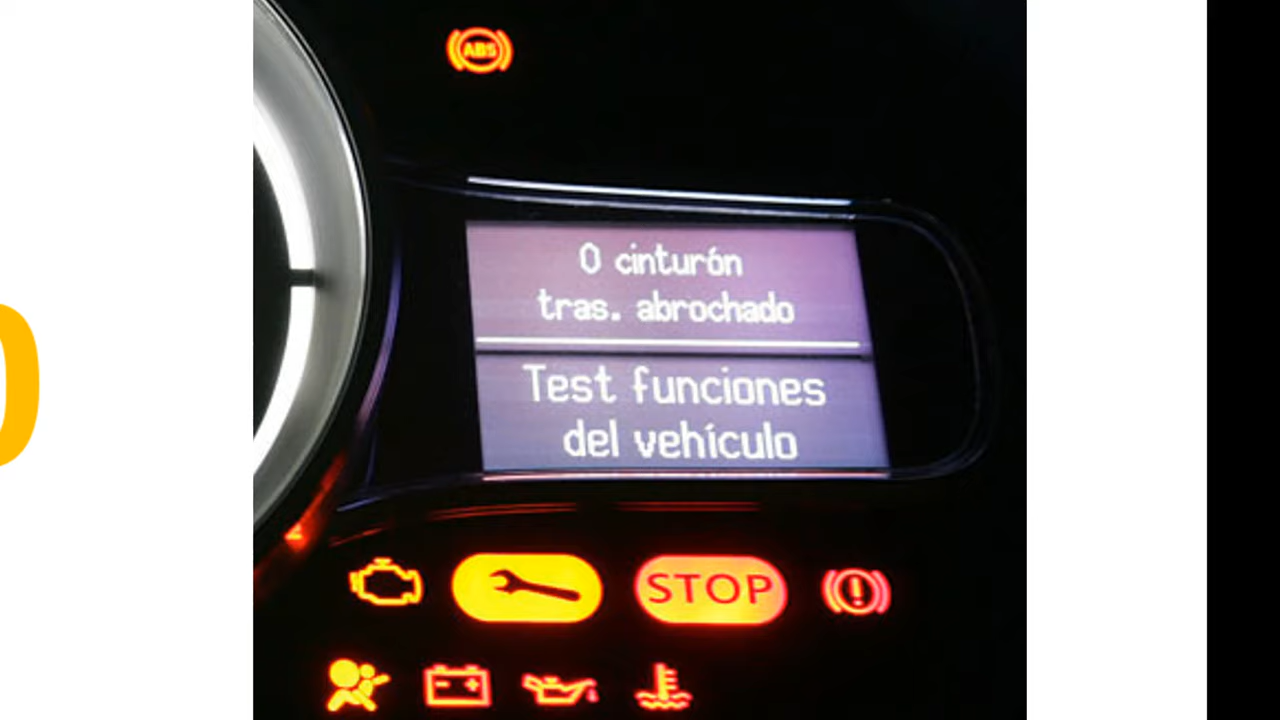 ABS
0 cinturón
tras. abrochado
Test funciones
del vehículo
STOP